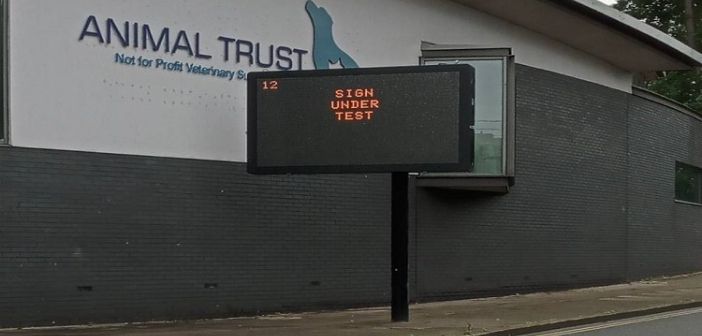 ANIMAL TRUST
Not for Profit Veterinary
12
SIGN
UNDER
TEST